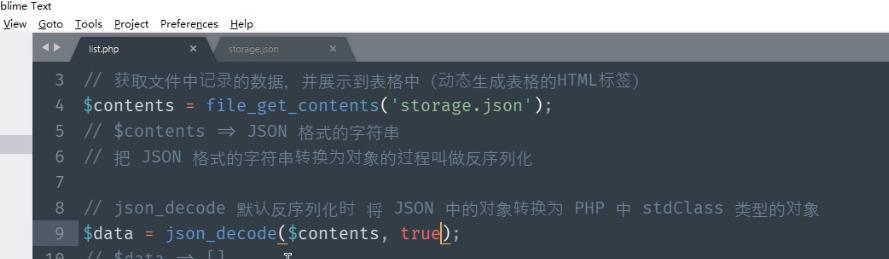 blime Text
View Goto Tools Project Preferences Help
list.php × storage.json ×
3 // 获取文件中记录的数据，并展示到表格中（动态生成表格的HTML标签）
4 $contents = file_get_contents('storage.json');
5 // $contents => JSON 格式的字符串
6 // 把 JSON 格式的字符串转换为对象的过程叫做反序列化
7
8 // json_decode 默认反序列化时 将 JSON 中的对象转换为 PHP 中 stdClass 类型的对象
9 $data = json_decode($contents, true);
10 // $data => []